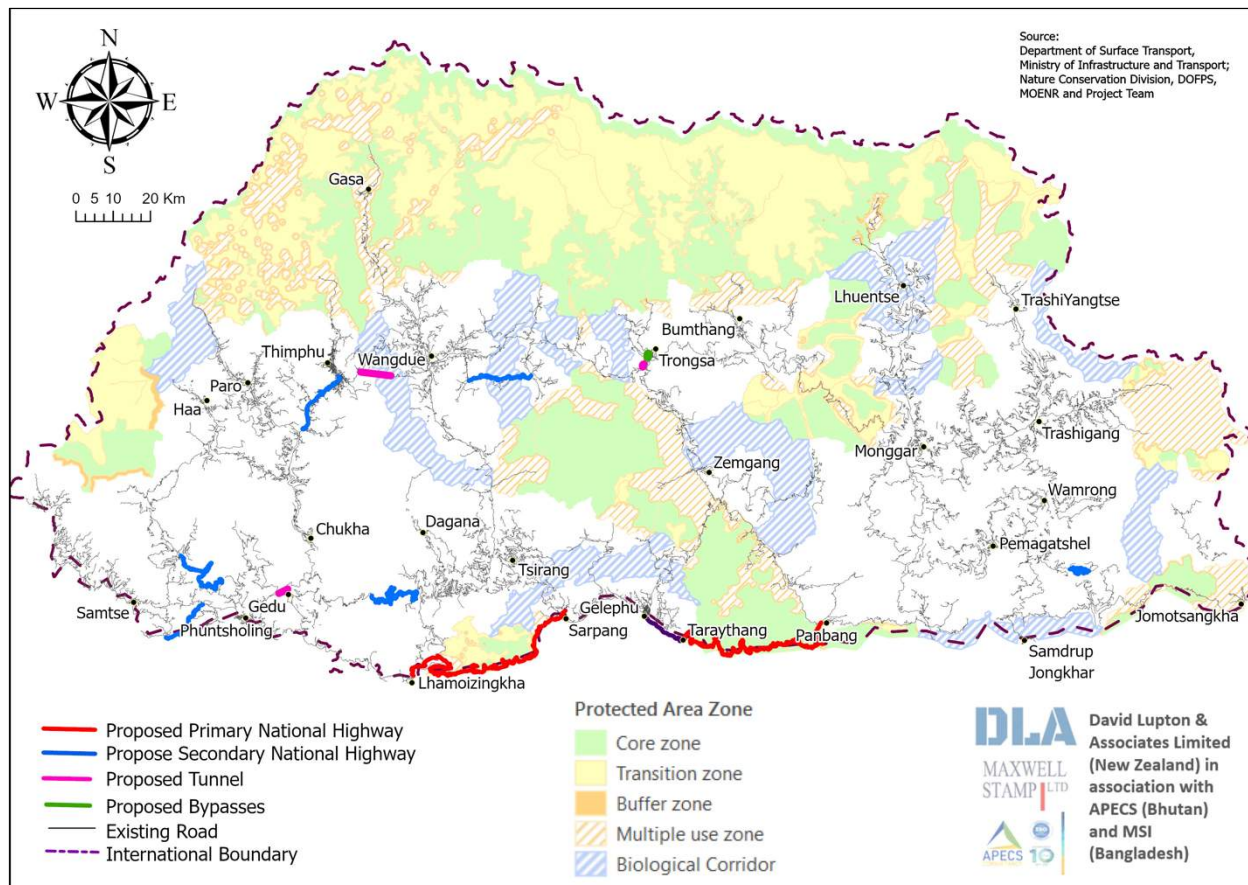 Source:
Department of Surface Transport,
Ministry of Infrastructure and Transport;
Nature Conservation Division, DOFPS,
MOENR and Project Team
N
W
E
S
0 5 10 20 Km
Gasa
Lhuentse
TrashiYangtse
Bumthang
Thimphu
Wangdue
Trongsa
Paro
Haa
Trashigang
Monggar
Zemgang
Wamrong
Chukha
Dagana
Pemagatshel
Tsirang
Samtse
Gedu
Phuntsholing
Gelephu
Sarpang
Taraythang
Panbang
Jomotsangkha
Samdrup
Jongkhar
Lhamoizingkha
Proposed Primary National Highway
Propose Secondary National Highway
Proposed Tunnel
Proposed Bypasses
Existing Road
International Boundary
Protected Area Zone
Core zone
Transition zone
Buffer zone
Multiple use zone
Biological Corridor
DLA
MAXWELL
STAMP LTD
APECS
10
David Lupton &
Associates Limited
(New Zealand) in
association with
APECS (Bhutan)
and MSI
(Bangladesh)